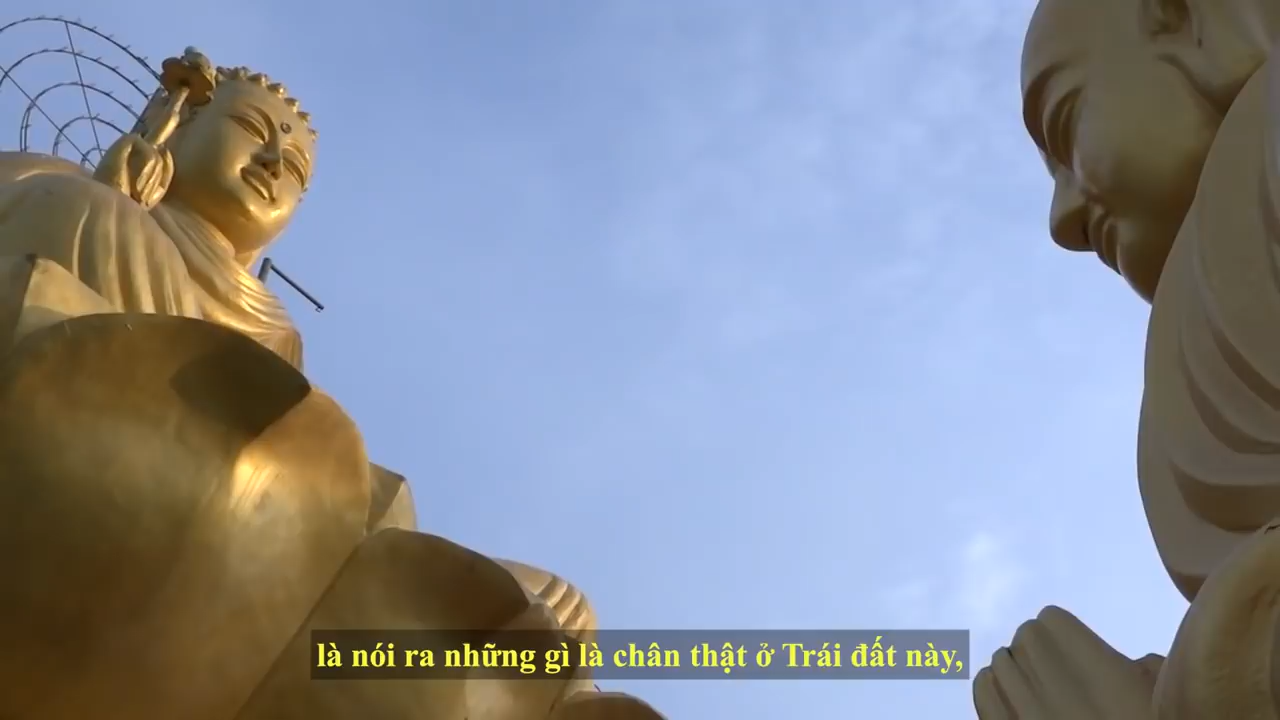 là nói ra những gì là chân thật ở Trái đất này,